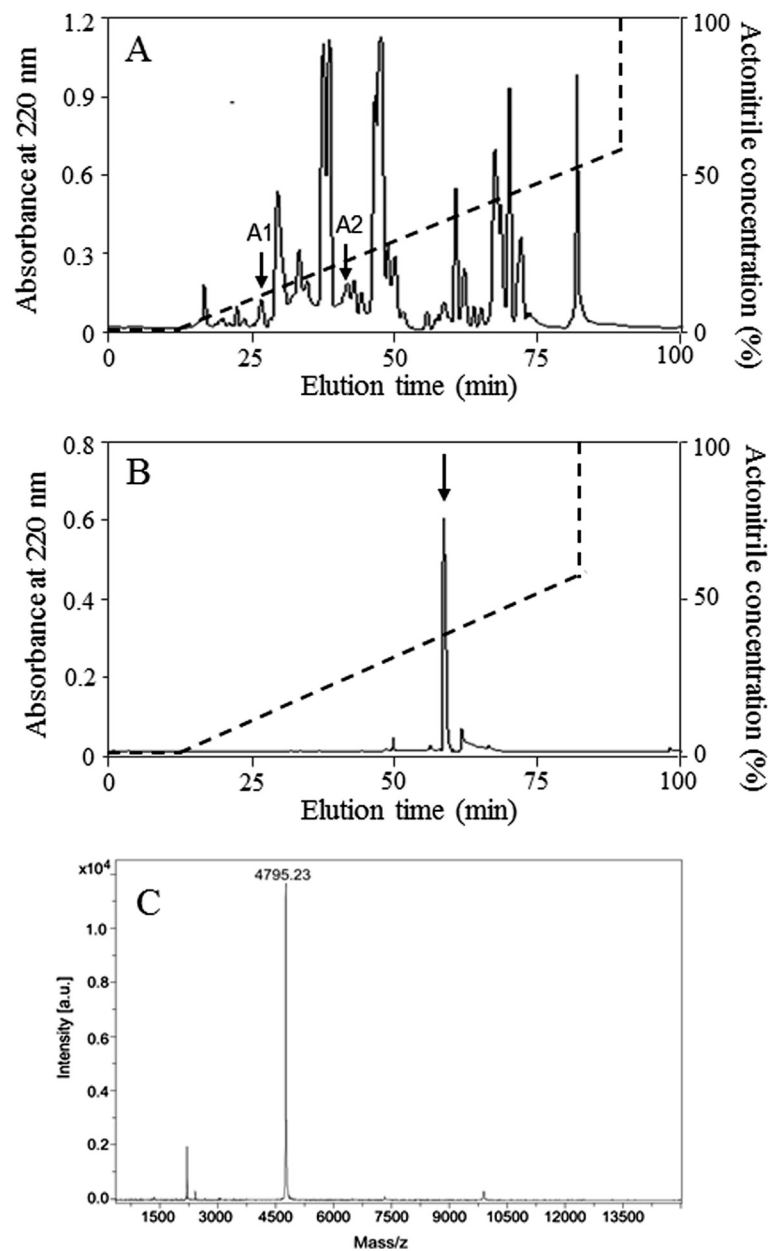 A
A1
A2
1.2
0.9
0.6
0.3
0
Absorbance at 220 nm
100
50
0
Actonitrile concentration (%)
0 25 50 75 100
Elution time (min)
B
0.8
0.6
0.4
0.2
0
Absorbance at 220 nm
100
50
0
Actonitrile concentration (%)
0 25 50 75 100
Elution time (min)
C
x10⁴
4795.23
1.0
0.8
0.6
0.4
0.2
0.0
Intensity [a.u.]
1500 3000 4500 6000 7500 9000 10500 12000 13500
Mass/z